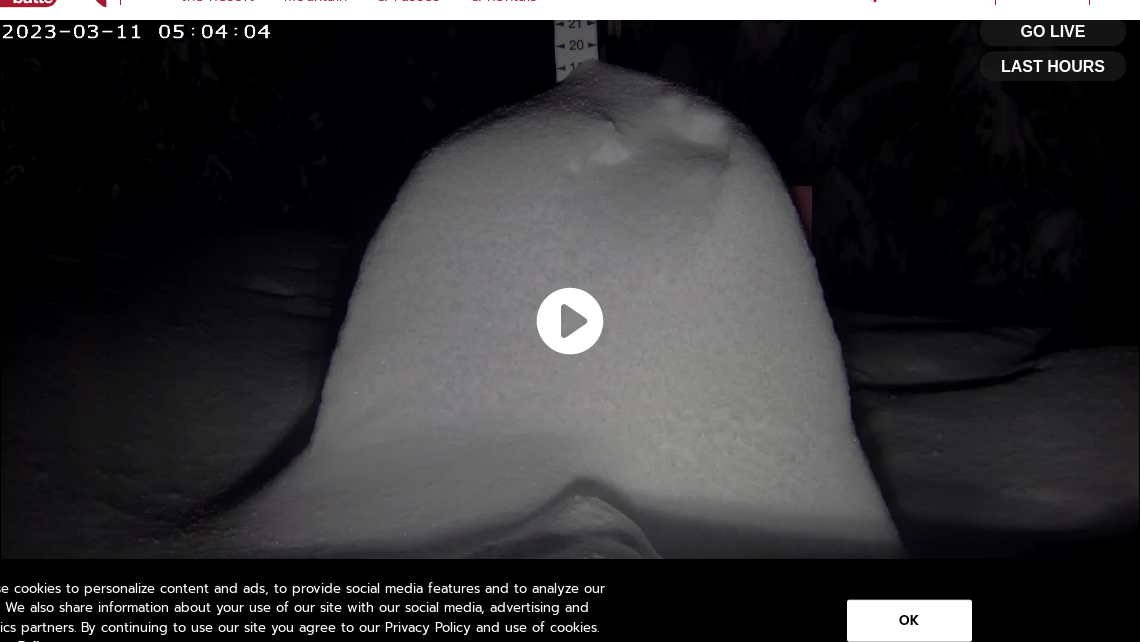 2023-03-11 05:04:04
GO LIVE
LAST HOURS
21
20
cookies to personalize content and ads, to provide social media features and to analyze our
We also share information about your use of our site with our social media, advertising and
partners. By continuing to use our site you agree to our Privacy Policy and use of cookies.
OK